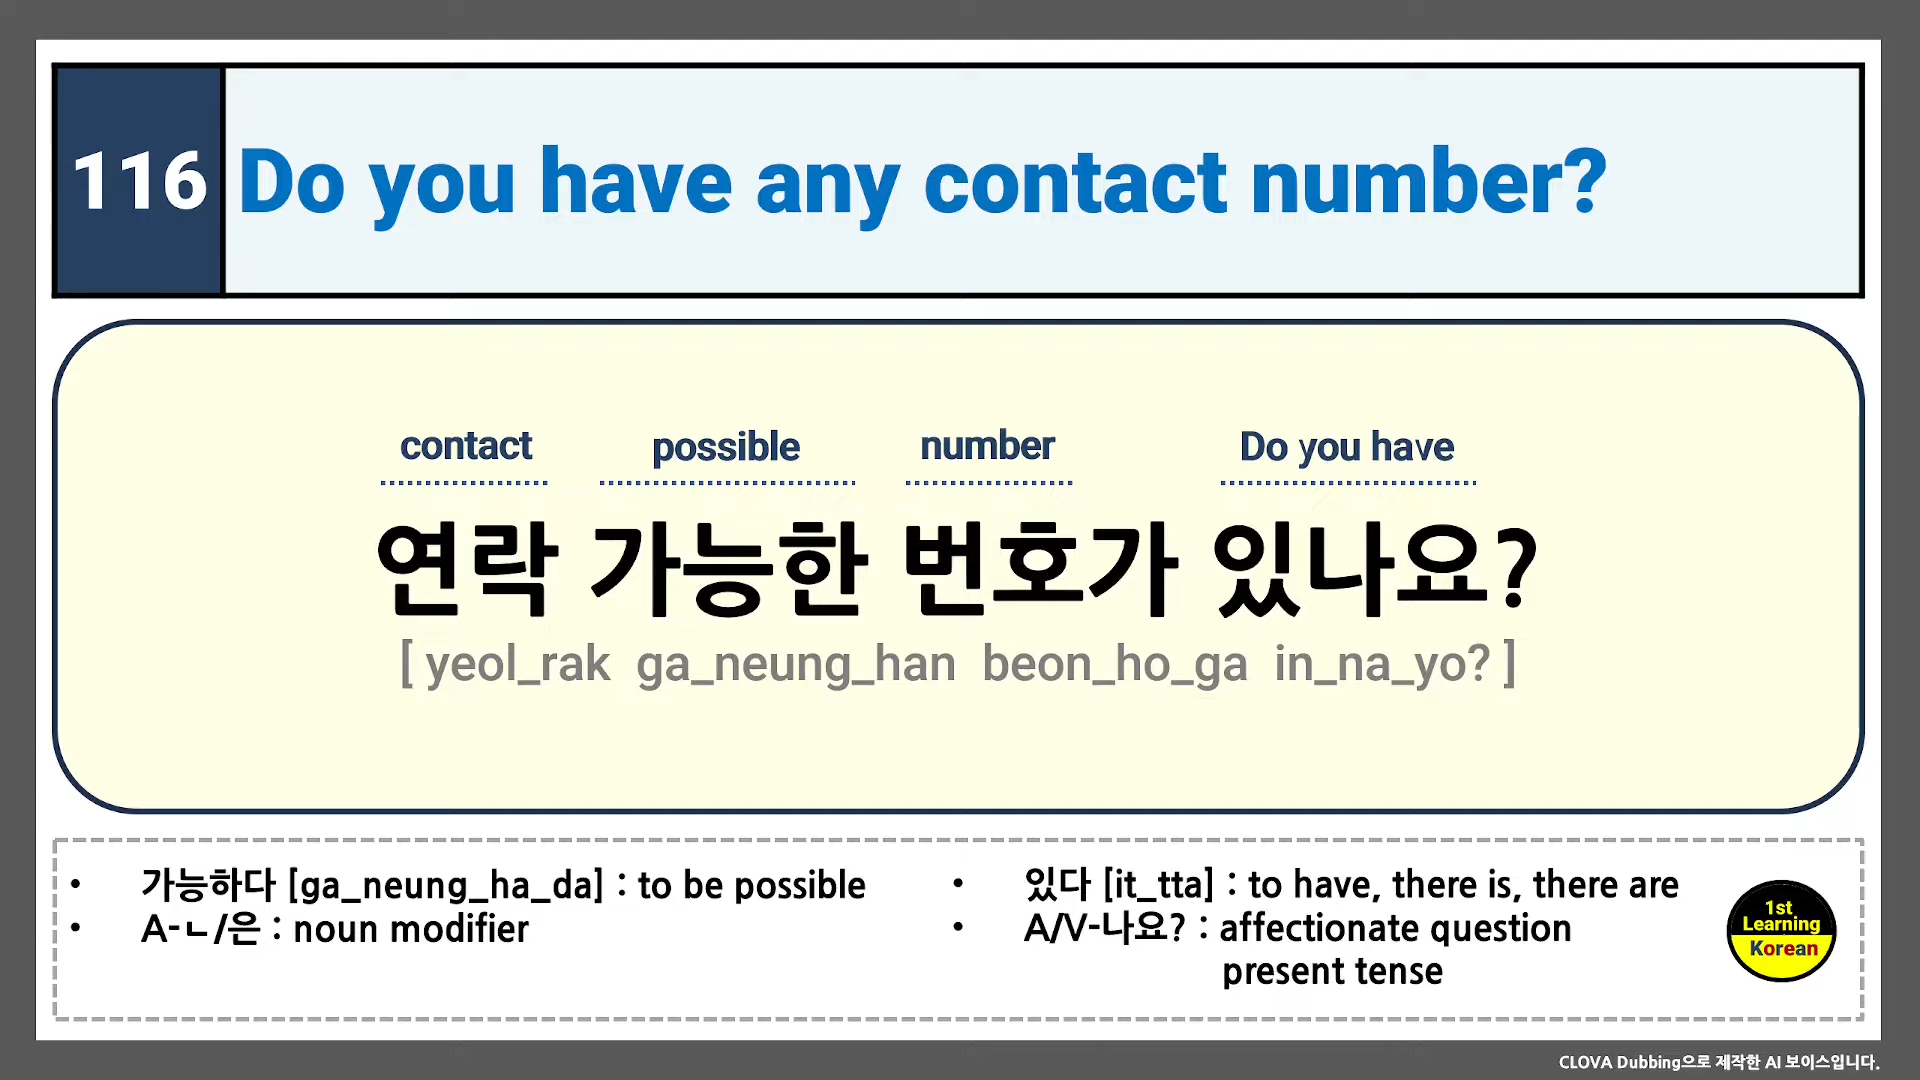 116 Do you have any contact number?
contact possible number Do you have
연락 가능한 번호가 있나요?
[ yeol_rak ga_neung_han beon_ho_ga in_na_yo? ]
• 가능하다 [ga_neung_ha_da] : to be possible
• A-ㄴ/은 : noun modifier
• 있다 [it_tta] : to have, there is, there are
• A/V-나요? : affectionate question
present tense
1st
Learning
Korean
CLOVA Dubbing으로 제작한 AI 보이스입니다.